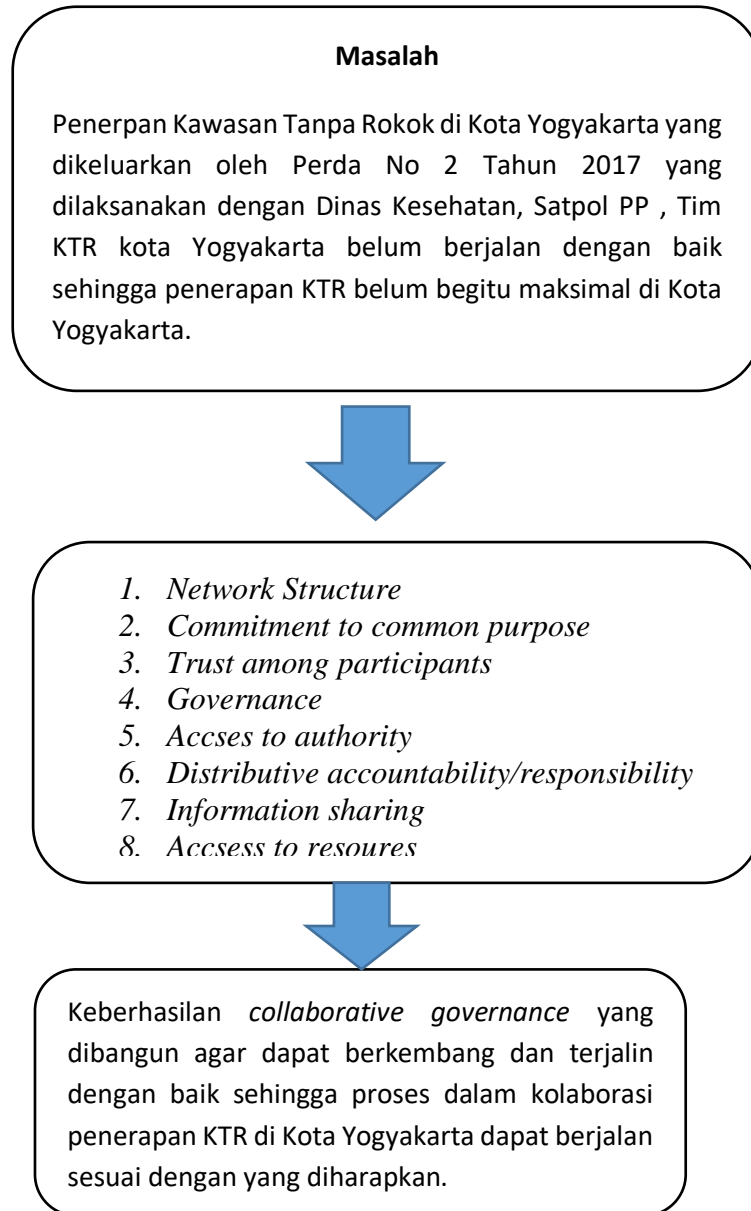 Masalah
Penerpan Kawasan Tanpa Rokok di Kota Yogyakarta yang
dikeluarkan oleh Perda No 2 Tahun 2017 yang
dilaksanakan dengan Dinas Kesehatan, Satpol PP , Tim
KTR kota Yogyakarta belum berjalan dengan baik
sehingga penerapan KTR belum begitu maksimal di Kota
Yogyakarta.
1. Network Structure
2. Commitment to common purpose
3. Trust among participants
4. Governance
5. Accses to authority
6. Distributive accountability/responsibility
7. Information sharing
8. Accsess to resoures
Keberhasilan collaborative governance yang
dibangun agar dapat berkembang dan terjalin
dengan baik sehingga proses dalam kolaborasi
penerapan KTR di Kota Yogyakarta dapat berjalan
sesuai dengan yang diharapkan.